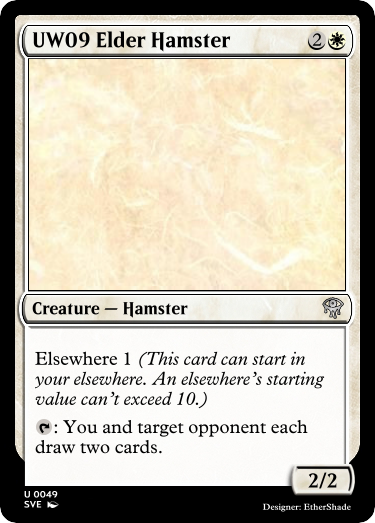 UW09 Elder Hamster 2
Creature — Hamster
Elsewhere 1 (This card can start in
your elsewhere. An elsewhere's starting
value can't exceed 10.)
: You and target opponent each
draw two cards.
2/2
U 0049
SVE
Designer: EtherShade